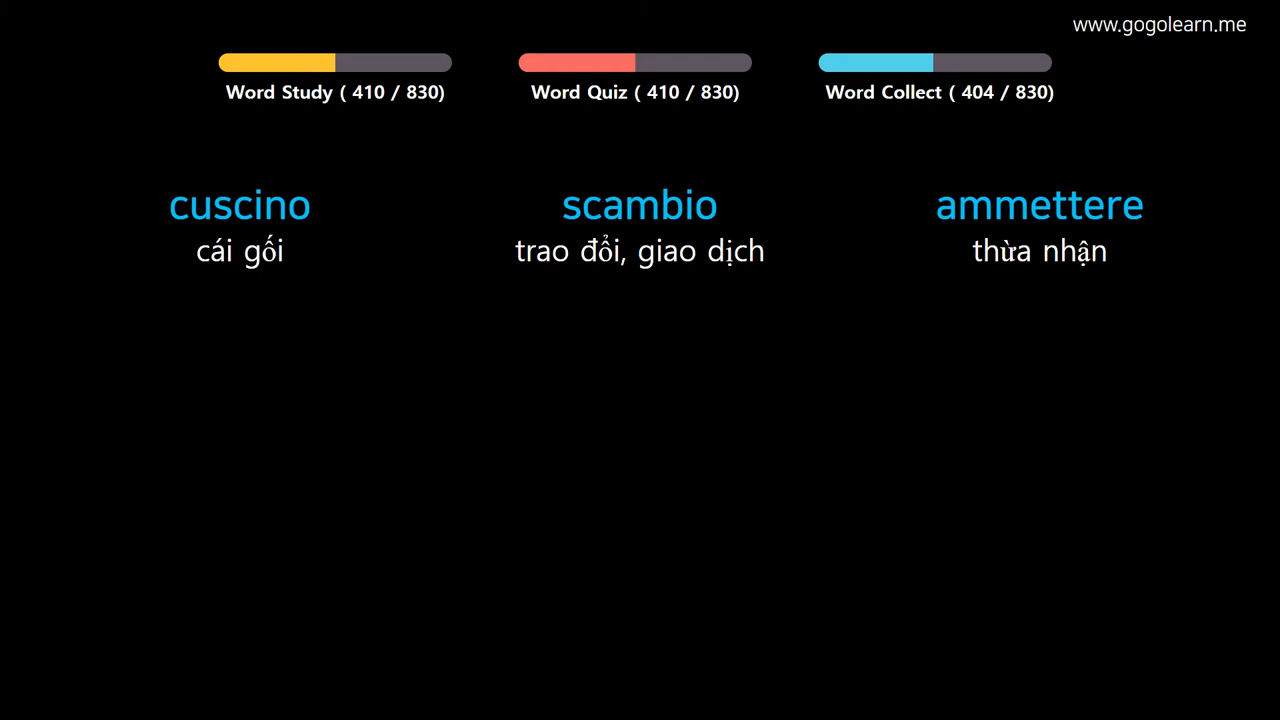 www.gogolearn.me
Word Study ( 410 / 830)
Word Quiz ( 410 / 830)
Word Collect ( 404 / 830)
cuscino
cái gối
scambio
trao đổi, giao dịch
ammettere
thừa nhận